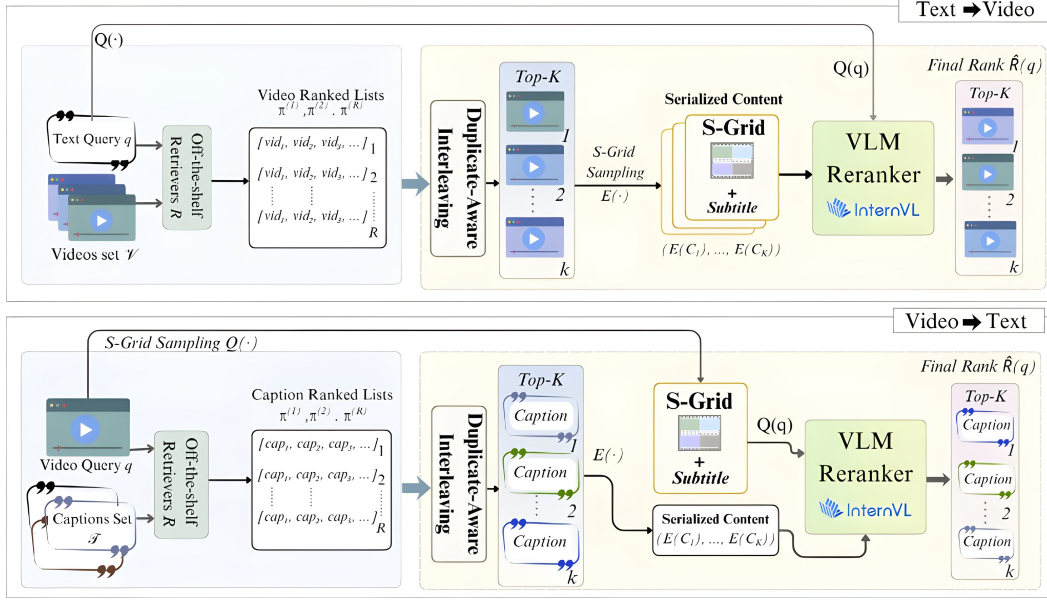 Text → Video
Q(·)
Text Query q
Videos set 𝒱
Off-the-shelf
Retrievers R
Video Ranked Lists
π⁽¹⁾,π⁽²⁾. π⁽ᴿ⁾
[vid₁, vid₂, vid₃, ...]₁
[vid₁, vid₂, vid₃, ...]₂
[vid₁, vid₂, vid₃, ...]
R
Duplicate-Aware
Interleaving
Top-K
1
2
k
S-Grid
Sampling
E(·)
Serialized Content
S-Grid
+
Subtitle
(E(C₁), ..., E(C_K))
Q(q)
VLM
Reranker
InternVL
Final Rank R̂(q)
Top-K
1
2
k
Video → Text
S-Grid Sampling Q(·)
Video Query q
Captions Set
𝒯
Off-the-shelf
Retrievers R
Caption Ranked Lists
π⁽¹⁾,π⁽²⁾. π⁽ᴿ⁾
[cap₁, cap₂, cap₃, ...]₁
[cap₁, cap₂, cap₃, ...]₂
[cap₁, cap₂, cap₃, ...]
R
Duplicate-Aware
Interleaving
Top-K
Caption
1
Caption
2
Caption
k
E(·)
S-Grid
+
Subtitle
Serialized Content
(E(C₁), ..., E(C_K))
Q(q)
VLM
Reranker
InternVL
Final Rank R̂(q)
Top-K
Caption
1
Caption
2
Caption
k